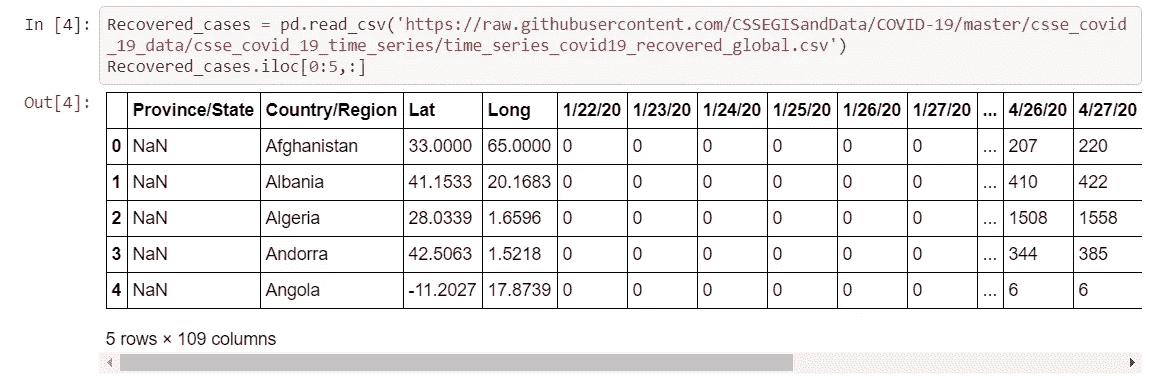 In [4]: Recovered_cases = pd.read_csv('https://raw.githubusercontent.com/CSSEGISandData/COVID-19/master/csse_covid
_19_data/csse_covid_19_time_series/time_series_covid19_recovered_global.csv')
Recovered_cases.iloc[0:5,:]
Out[4]:
Province/State Country/Region Lat Long 1/22/20 1/23/20 1/24/20 1/25/20 1/26/20 1/27/20 ... 4/26/20 4/27/20
0 NaN Afghanistan 33.0000 65.0000 0 0 0 0 0 0 ... 207 220
1 NaN Albania 41.1533 20.1683 0 0 0 0 0 0 ... 410 422
2 NaN Algeria 28.0339 1.6596 0 0 0 0 0 0 ... 1508 1558
3 NaN Andorra 42.5063 1.5218 0 0 0 0 0 0 ... 344 385
4 NaN Angola -11.2027 17.8739 0 0 0 0 0 0 ... 6 6
5 rows × 109 columns